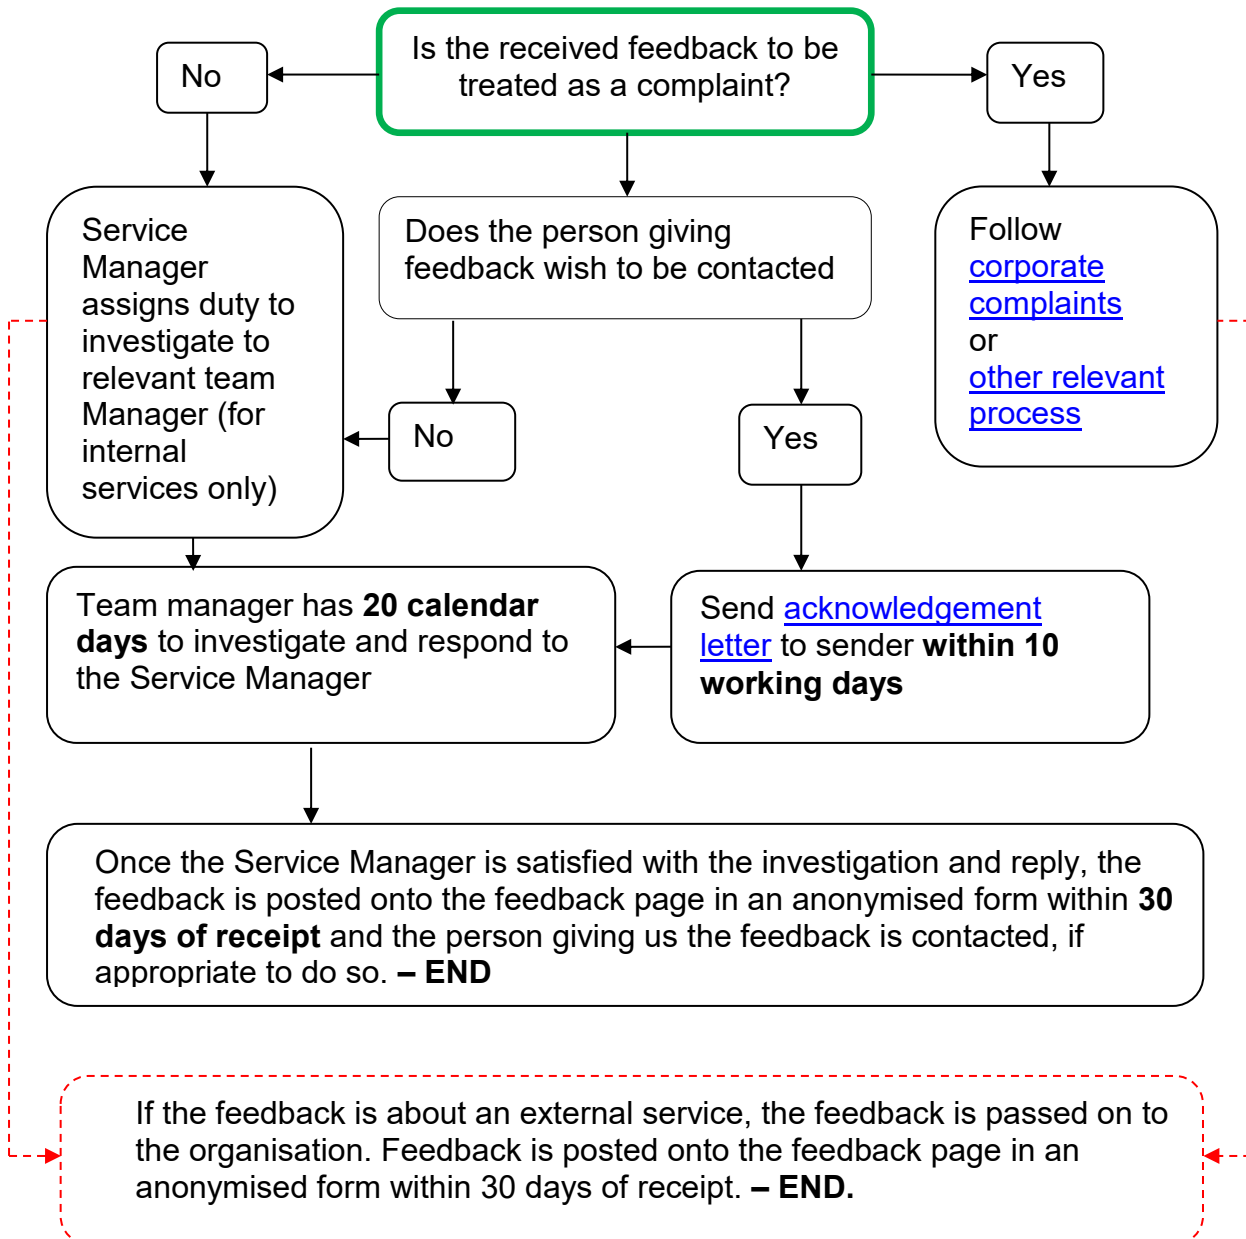 Is the received feedback to be
treated as a complaint?
No
Yes
Service
Manager
assigns duty to
investigate to
relevant team
Manager (for
internal
services only)
Does the person giving
feedback wish to be contacted
Follow
corporate
complaints
or
other relevant
process
No
Yes
Team manager has 20 calendar
days to investigate and respond to
the Service Manager
Send acknowledgement
letter to sender within 10
working days
Once the Service Manager is satisfied with the investigation and reply, the
feedback is posted onto the feedback page in an anonymised form within 30
days of receipt and the person giving us the feedback is contacted, if
appropriate to do so. – END
If the feedback is about an external service, the feedback is passed on to
the organisation. Feedback is posted onto the feedback page in an
anonymised form within 30 days of receipt. – END.